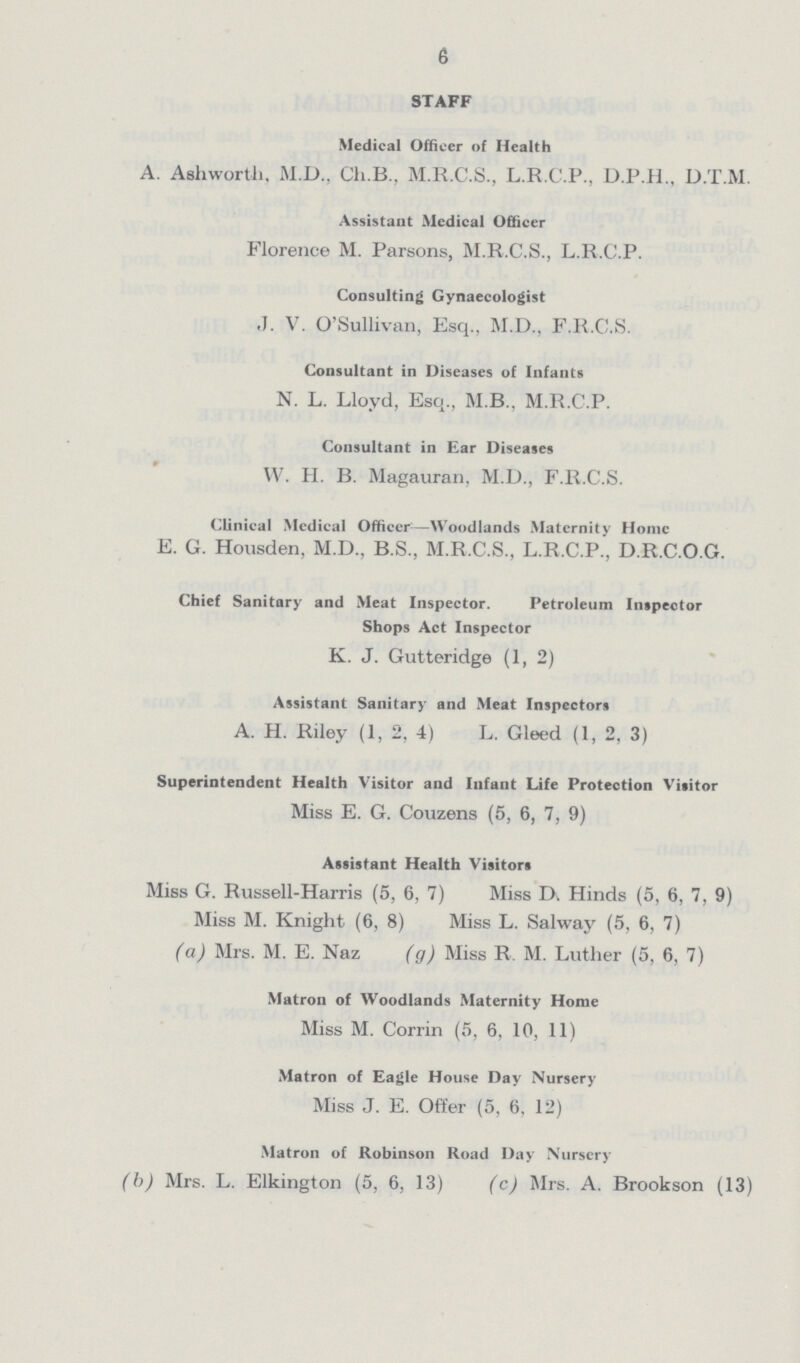 6
STAFF
Medical Officer of Health
A. Ashworth, M.D., Ch.B., M.R.C.S., L.R.C.P., D.P.H., D.T.M.
Assistant Medical Officer
Florence M. Parsons, M.R.C.S., L.R.C.P.
Consulting Gynaecologist
J. V. O'Sullivan, Esq., M.D., F.R.C.S.
Consultant in Diseases of Infants
N. L. Lloyd, Esq., M.B., M.R.C.P.
Consultant in Ear Diseases
W. H. B. Magauran, M.D., F.R.C.S.
Clinical Medical Officer—Woodlands Maternity Home
E. G. Housden, M.D., B.S., M.R.C.S., L.R.C.P., D.R.C.O.G.
Chief Sanitary and Meat Inspector. Petroleum Inspector
Shops Act Inspector
K. J. Gutteridge (1, 2)
Assistant Sanitary and Meat Inspectors
A. H. Riley (1, 2, 4) L. Gleed (1, 2, 3)
Superintendent Health Visitor and Infant Life Protection Visitor
Miss E. G. Couzens (5, 6, 7, 9)
Assistant Health Visitors
Miss G. Russell-Harris (5, 6, 7) Miss D. Hinds (5, 6, 7, 9)
Miss M. Knight (6, 8) Miss L. Salway (5, 6, 7)
(a) Mrs. M. E. Naz (g) Miss R. M. Luther (5, 6, 7)
Matron of Woodlands Maternity Home
Miss M. Corrin (5, 6, 10, 11)
Matron of Eagle House Day Nursery
Miss J. E. Offer (5, 6, 12)
Matron of Robinson Road Day Nursery
(b) Mrs. L. Elkington (5, 6, 13) (c) Mrs. A. Brookson (13)